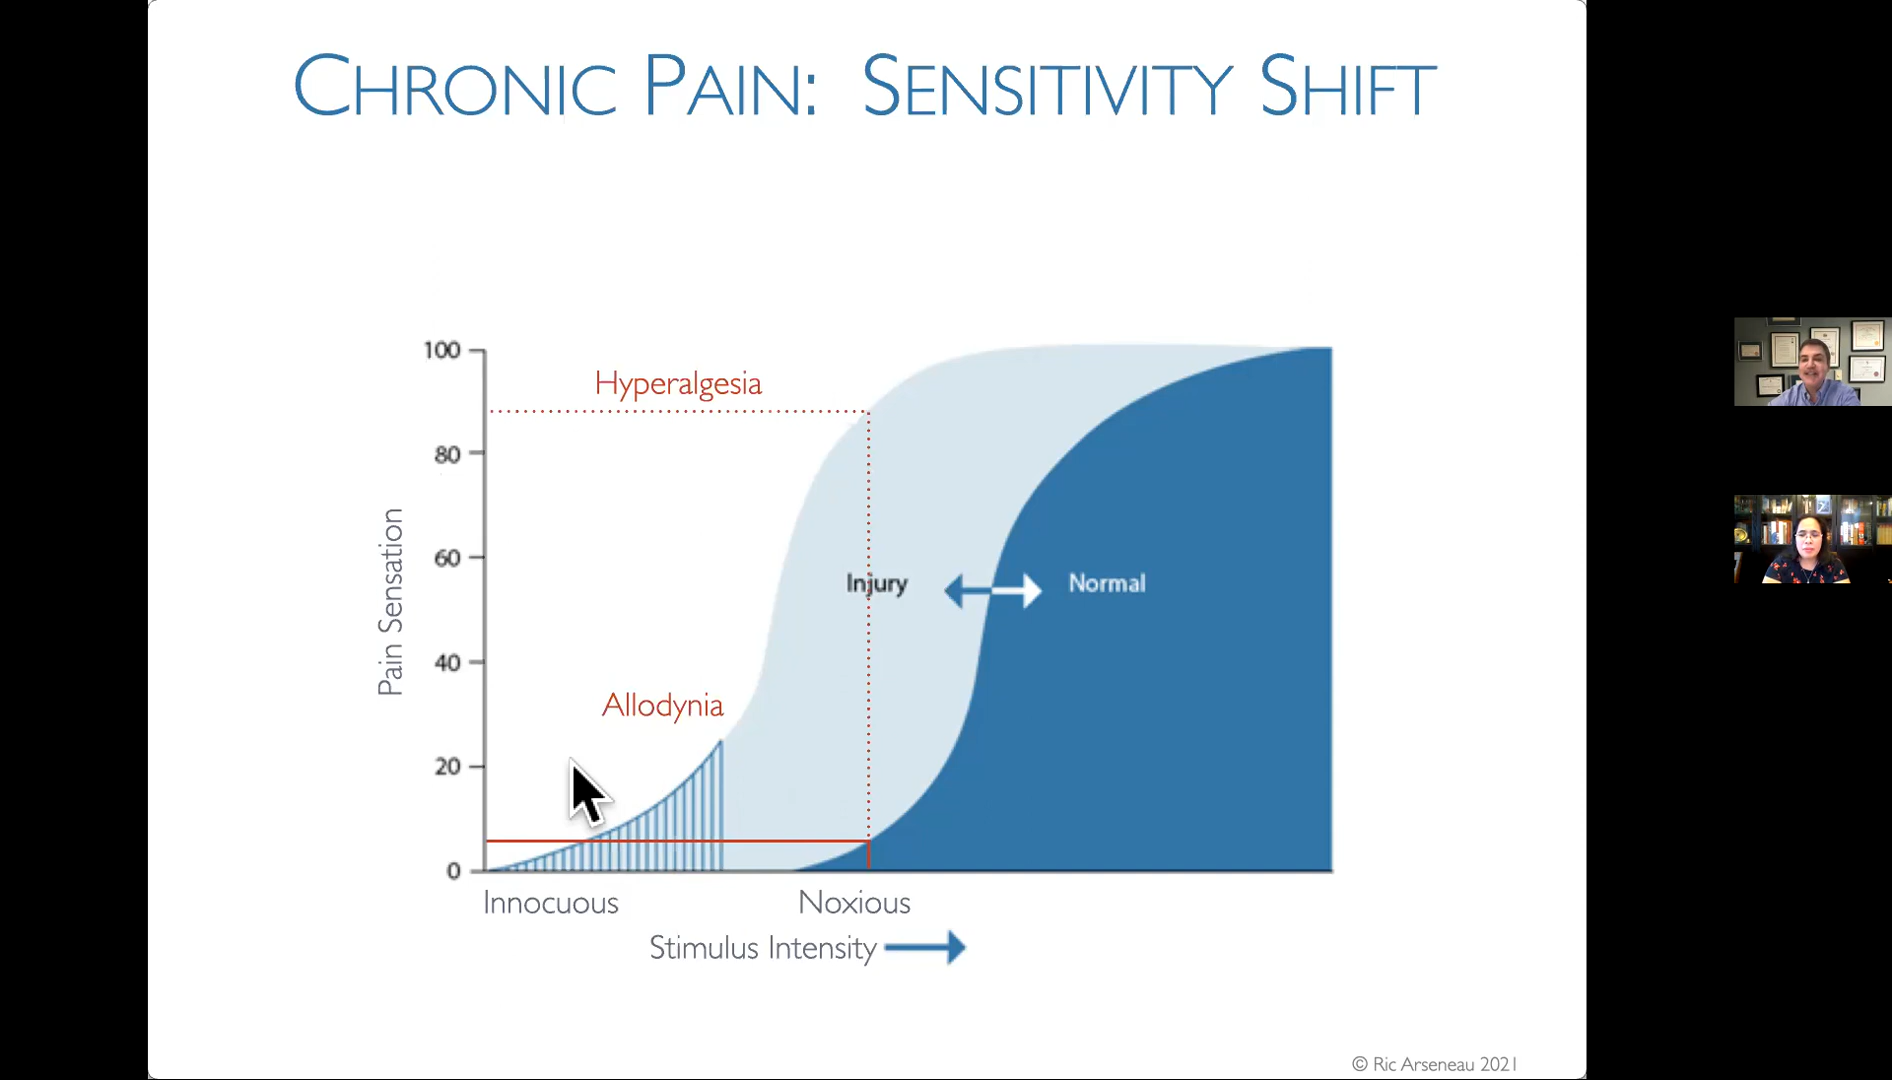 CHRONIC PAIN: SENSITIVITY SHIFT
100
Hyperalgesia
80
Pain Sensation
60
Injury
Normal
40
Allodynia
20
0
Innocuous
Noxious
Stimulus Intensity
© Ric Arseneau 2021